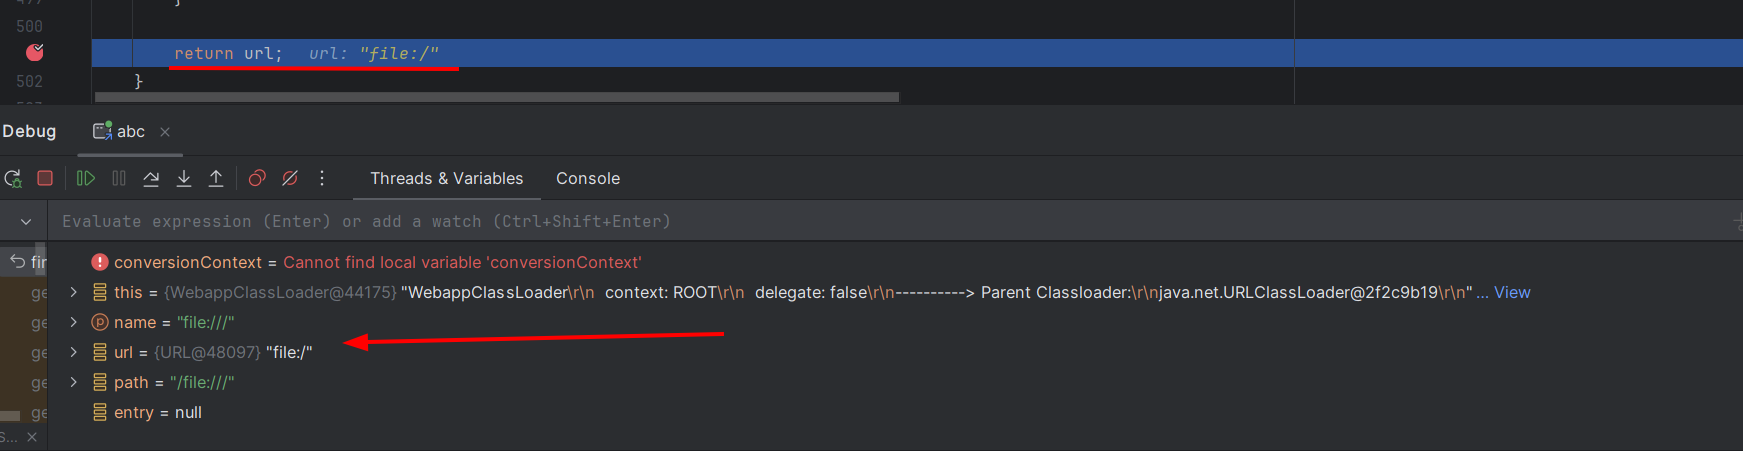 }
500
return url;   url: "file:/"
502 }
Debug abc
Threads & Variables Console
Evaluate expression (Enter) or add a watch (Ctrl+Shift+Enter)
conversionContext = Cannot find local variable 'conversionContext'
this = {WebappClassLoader@44175} "WebappClassLoader\r\n  context: ROOT\r\n  delegate: false\r\n----------> Parent Classloader:\r\njava.net.URLClassLoader@2f2c9b19\r\n" ... View
name = "file:///"
url = {URL@48097} "file:/"
path = "/file:///"
entry = null
fir
ge
ge
ge
ge
ge
S...